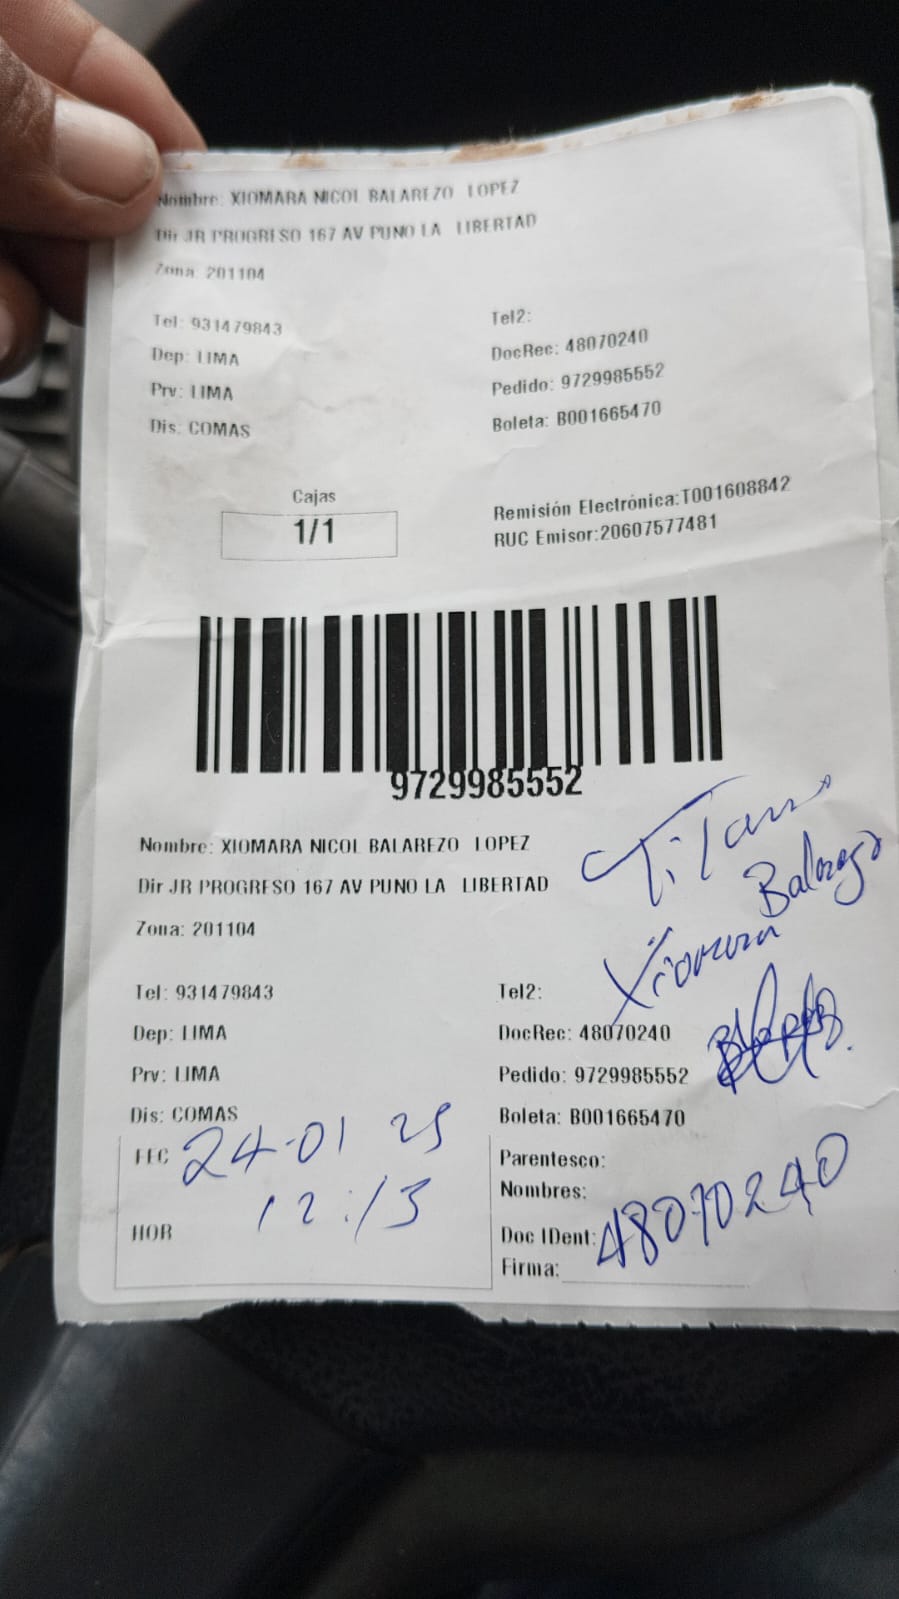 Nombre: XIOMARA NICOL BALAREZO LOPEZ
Dir JR PROGRESO 167 AV PUNO LA LIBERTAD
Zona: 201104
Tel: 931479843
Tel2:
Dep: LIMA
DocRec: 48070240
Prv: LIMA
Pedido: 9729985552
Dis: COMAS
Boleta: B001665470
Cajas
1/1
Remisión Electrónica:T001608842
RUC Emisor:20607577481
9729985552
Nombre: XIOMARA NICOL BALAREZO LOPEZ
Dir JR PROGRESO 167 AV PUNO LA LIBERTAD
Zona: 201104
Titano
Balarezo
Xiomara
Tel: 931479843
Tel2:
Dep: LIMA
DocRec: 48070240
Prv: LIMA
Pedido: 9729985552
Dis: COMAS
Boleta: B001665470
FEC 24-01 25
12:13
HOR
Parentesco:
Nombres:
Doc IDent: 48070240
Firma: